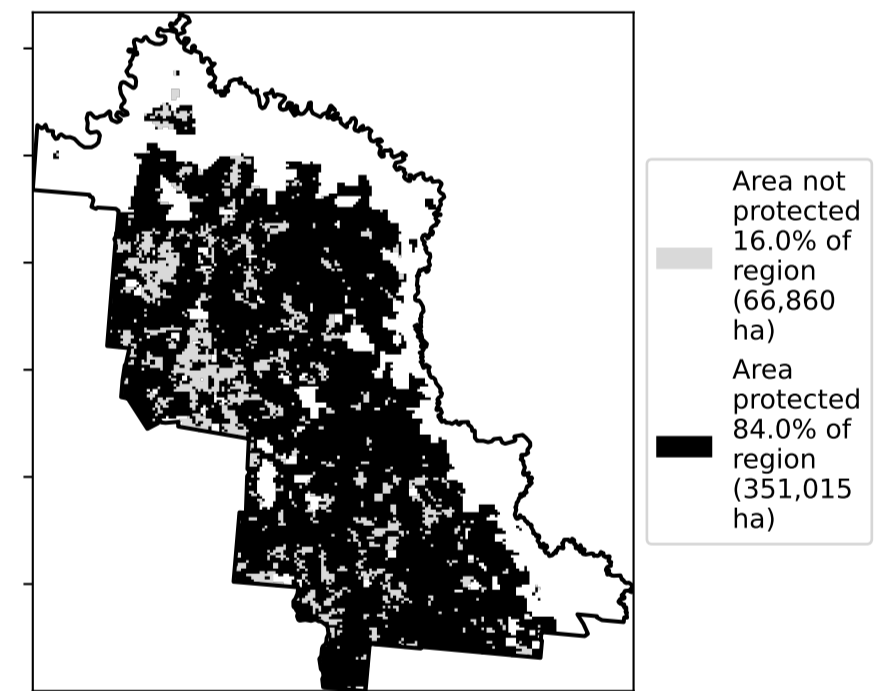 Area not
protected
16.0% of
region
(66,860
ha)
Area
protected
84.0% of
region
(351,015
ha)